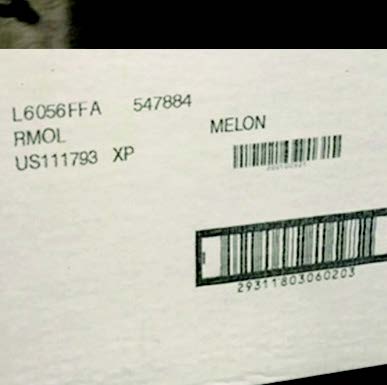 L6056FFA 547884
RMOL
US111793 XP
MELON
29311803060203